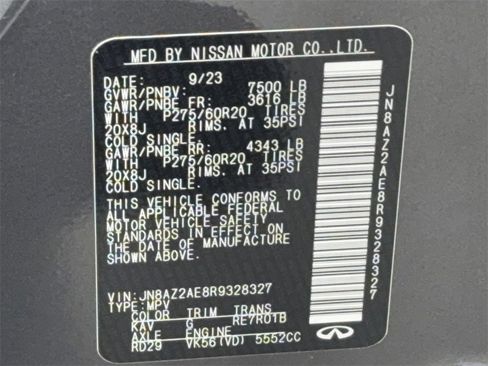 MFD BY NISSAN MOTOR CO.,LTD.
DATE: 9/23
GVWR/PNBV: 7500 LB
GAWR/PNBE FR: 3616 LB
WITH P275/60R20 TIRES
20X8J RIMS. AT 35PSI
COLD SINGLE.
GAWR/PNBE RR: 4343 LB
WITH P275/60R20 TIRES
20X8J RIMS. AT 35PSI
COLD SINGLE.
THIS VEHICLE CONFORMS TO
ALL APPLICABLE FEDERAL
MOTOR VEHICLE SAFETY
STANDARDS IN EFFECT ON
THE DATE OF MANUFACTURE
SHOWN ABOVE.
VIN:JN8AZ2AE8R9328327
TYPE:MPV
COLOR TRIM TRANS
KAV G RE7R01B
AXLE ENGINE
RD29 VK56(VD) 5552CC
JN8AZ2AE8R9328327